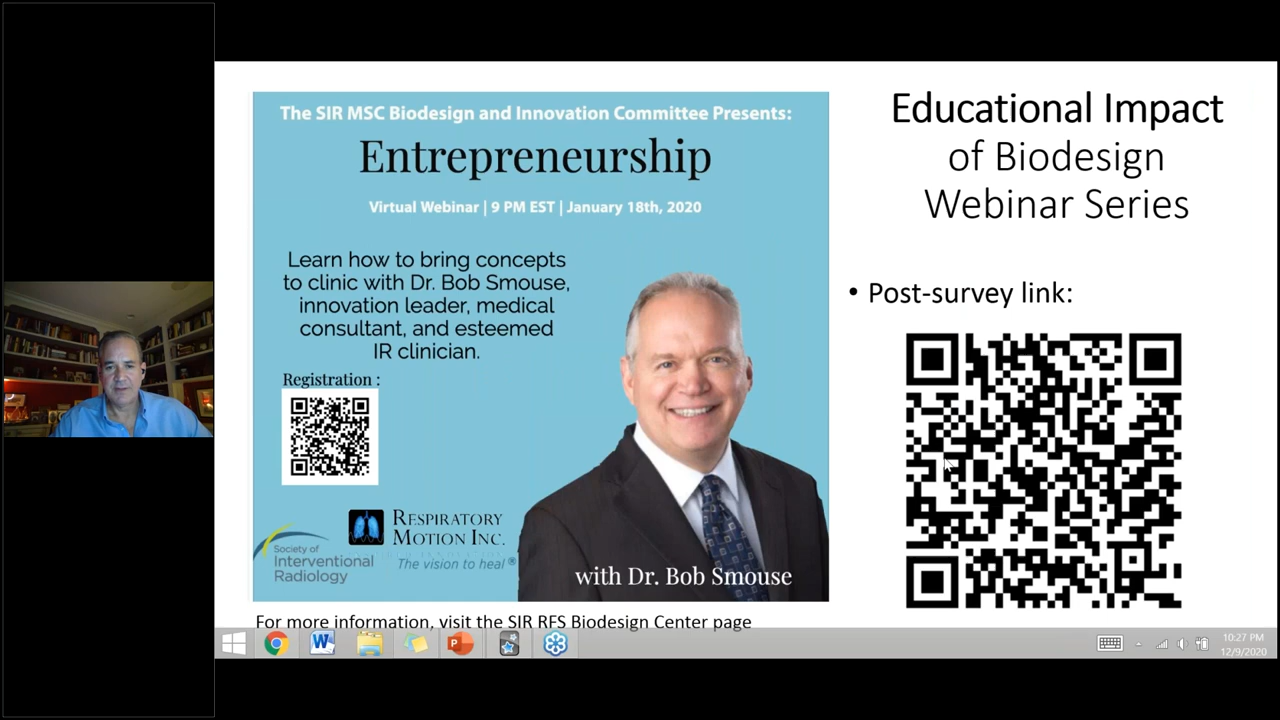 The SIR MSC Biodesign and Innovation Committee Presents:
Entrepreneurship
Virtual Webinar | 9 PM EST | January 18th, 2020
Learn how to bring concepts
to clinic with Dr. Bob Smouse,
innovation leader, medical
consultant, and esteemed
IR clinician.
Registration :
RESPIRATORY
MOTION INC.
The vision to heal®
Society of
Interventional
Radiology
with Dr. Bob Smouse
For more information, visit the SIR RFS Biodesign Center page
Educational Impact
of Biodesign
Webinar Series
• Post-survey link:
10:27 PM
12/9/2020